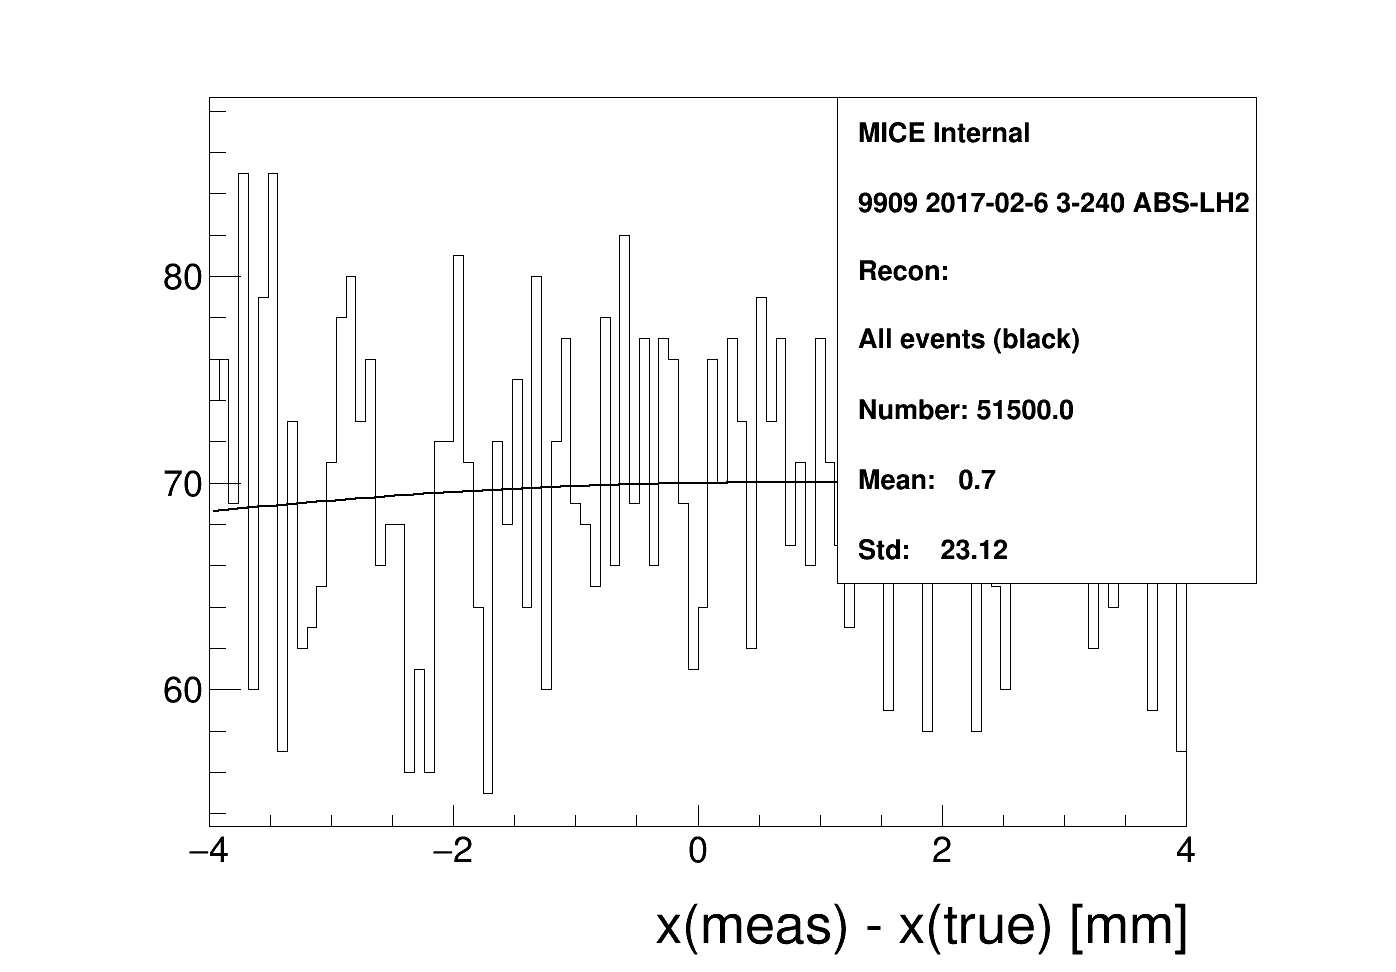 MICE Internal
9909 2017-02-6 3-240 ABS-LH2
Recon:
All events (black)
Number: 51500.0
Mean: 0.7
Std: 23.12
80
70
60
−4 −2 0 2 4
x(meas) - x(true) [mm]